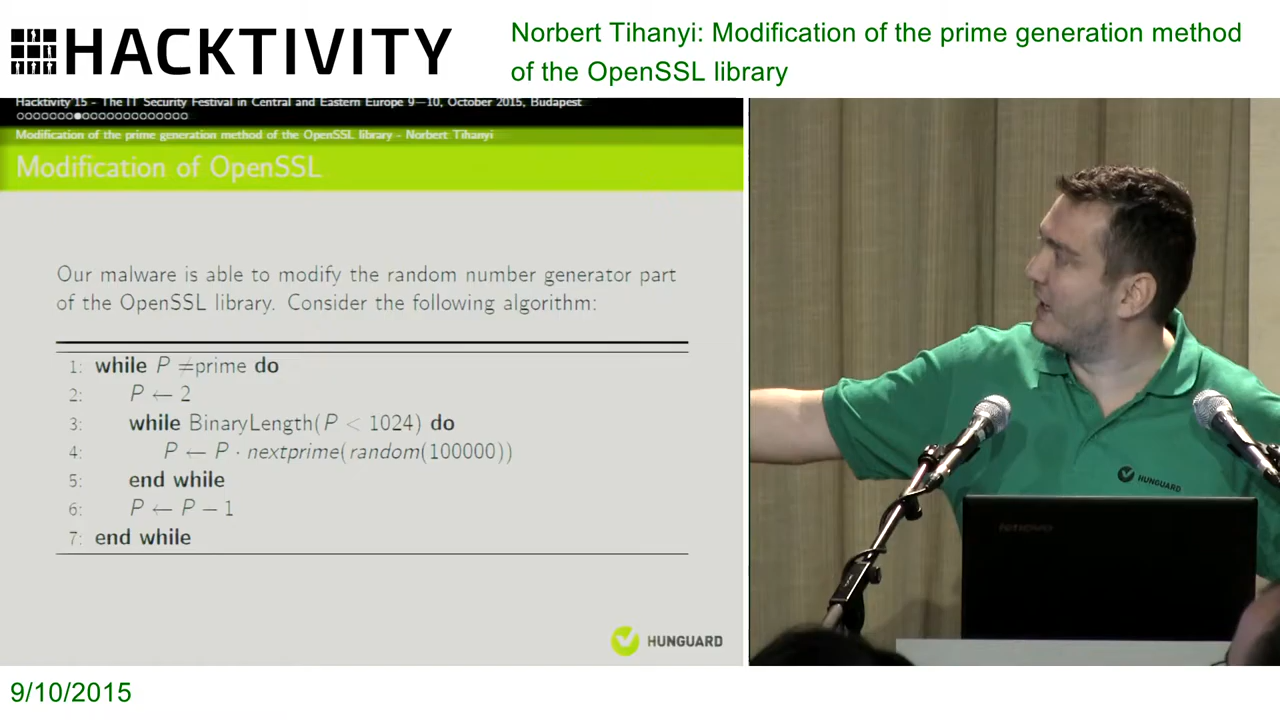 HACKTIVITY
Norbert Tihanyi: Modification of the prime generation method
of the OpenSSL library
Hacktivity'15 - The IT Security Festival in Central and Eastern Europe 9—10, October 2015, Budapest
Modification of the prime generation method of the OpenSSL library - Norbert Tihanyi
Modification of OpenSSL
Our malware is able to modify the random number generator part
of the OpenSSL library. Consider the following algorithm:
1: while P ≠prime do
2: P ← 2
3: while BinaryLength(P < 1024) do
4: P ← P · nextprime(random(100000))
5: end while
6: P ← P − 1
7: end while
HUNGUARD
HUNGUARD
lenovo
9/10/2015